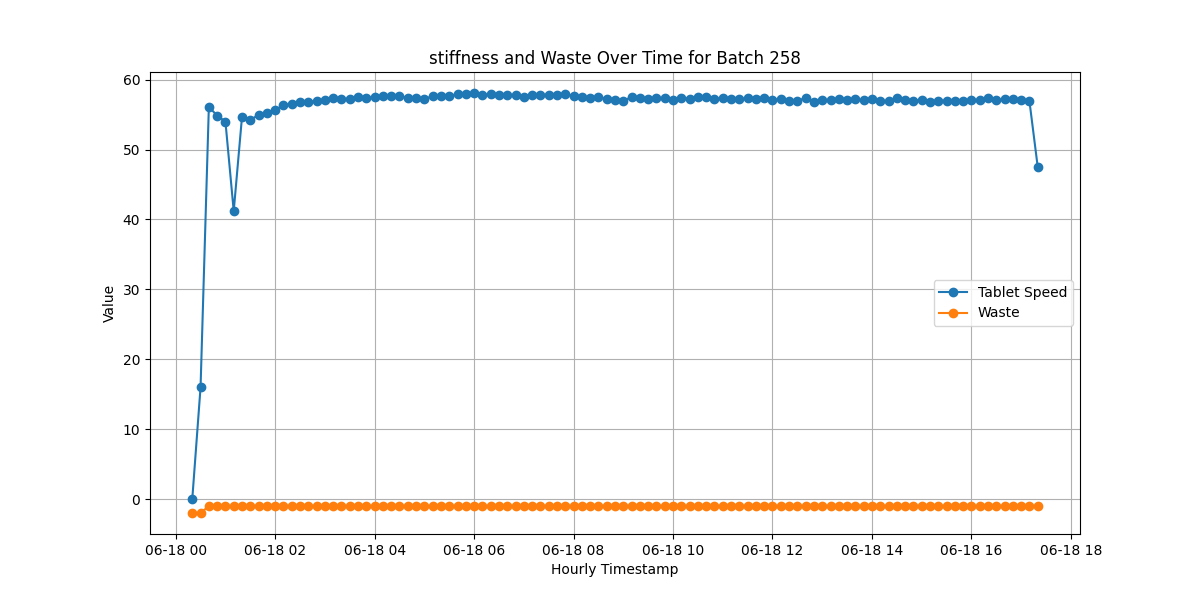 stiffness and Waste Over Time for Batch 258
60
50
40
30
20
10
0
Value
Tablet Speed
Waste
06-18 00 06-18 02 06-18 04 06-18 06 06-18 08 06-18 10 06-18 12 06-18 14 06-18 16 06-18 18
Hourly Timestamp